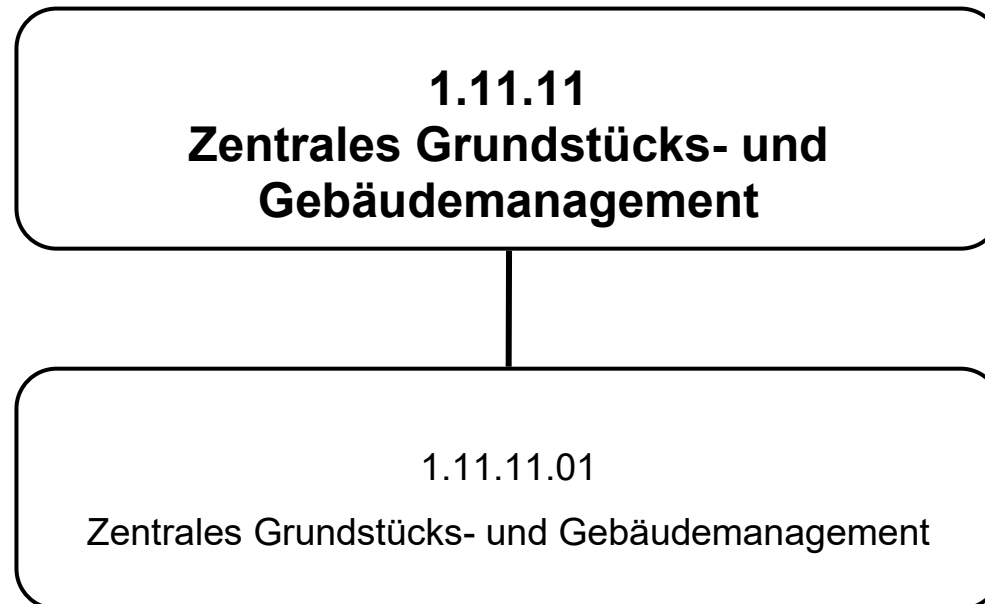 1.11.11
Zentrales Grundstücks- und
Gebäudemanagement
1.11.11.01
Zentrales Grundstücks- und Gebäudemanagement